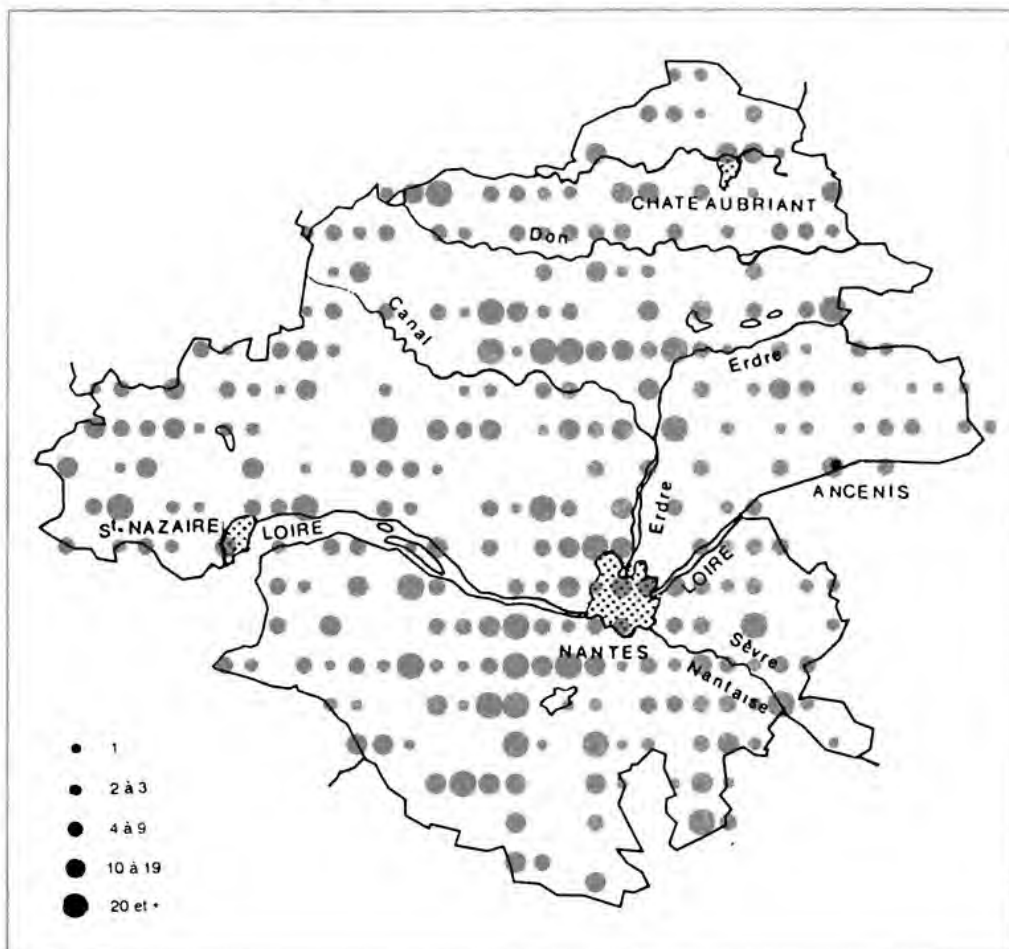 CHATEAUBRIANT
Don
Canal
Erdre
ANCENIS
Erdre
St-NAZAIRE
LOIRE
LOIRE
Sèvre
NANTES
Nantaise
1
2 à 3
4 à 9
10 à 19
20 et +